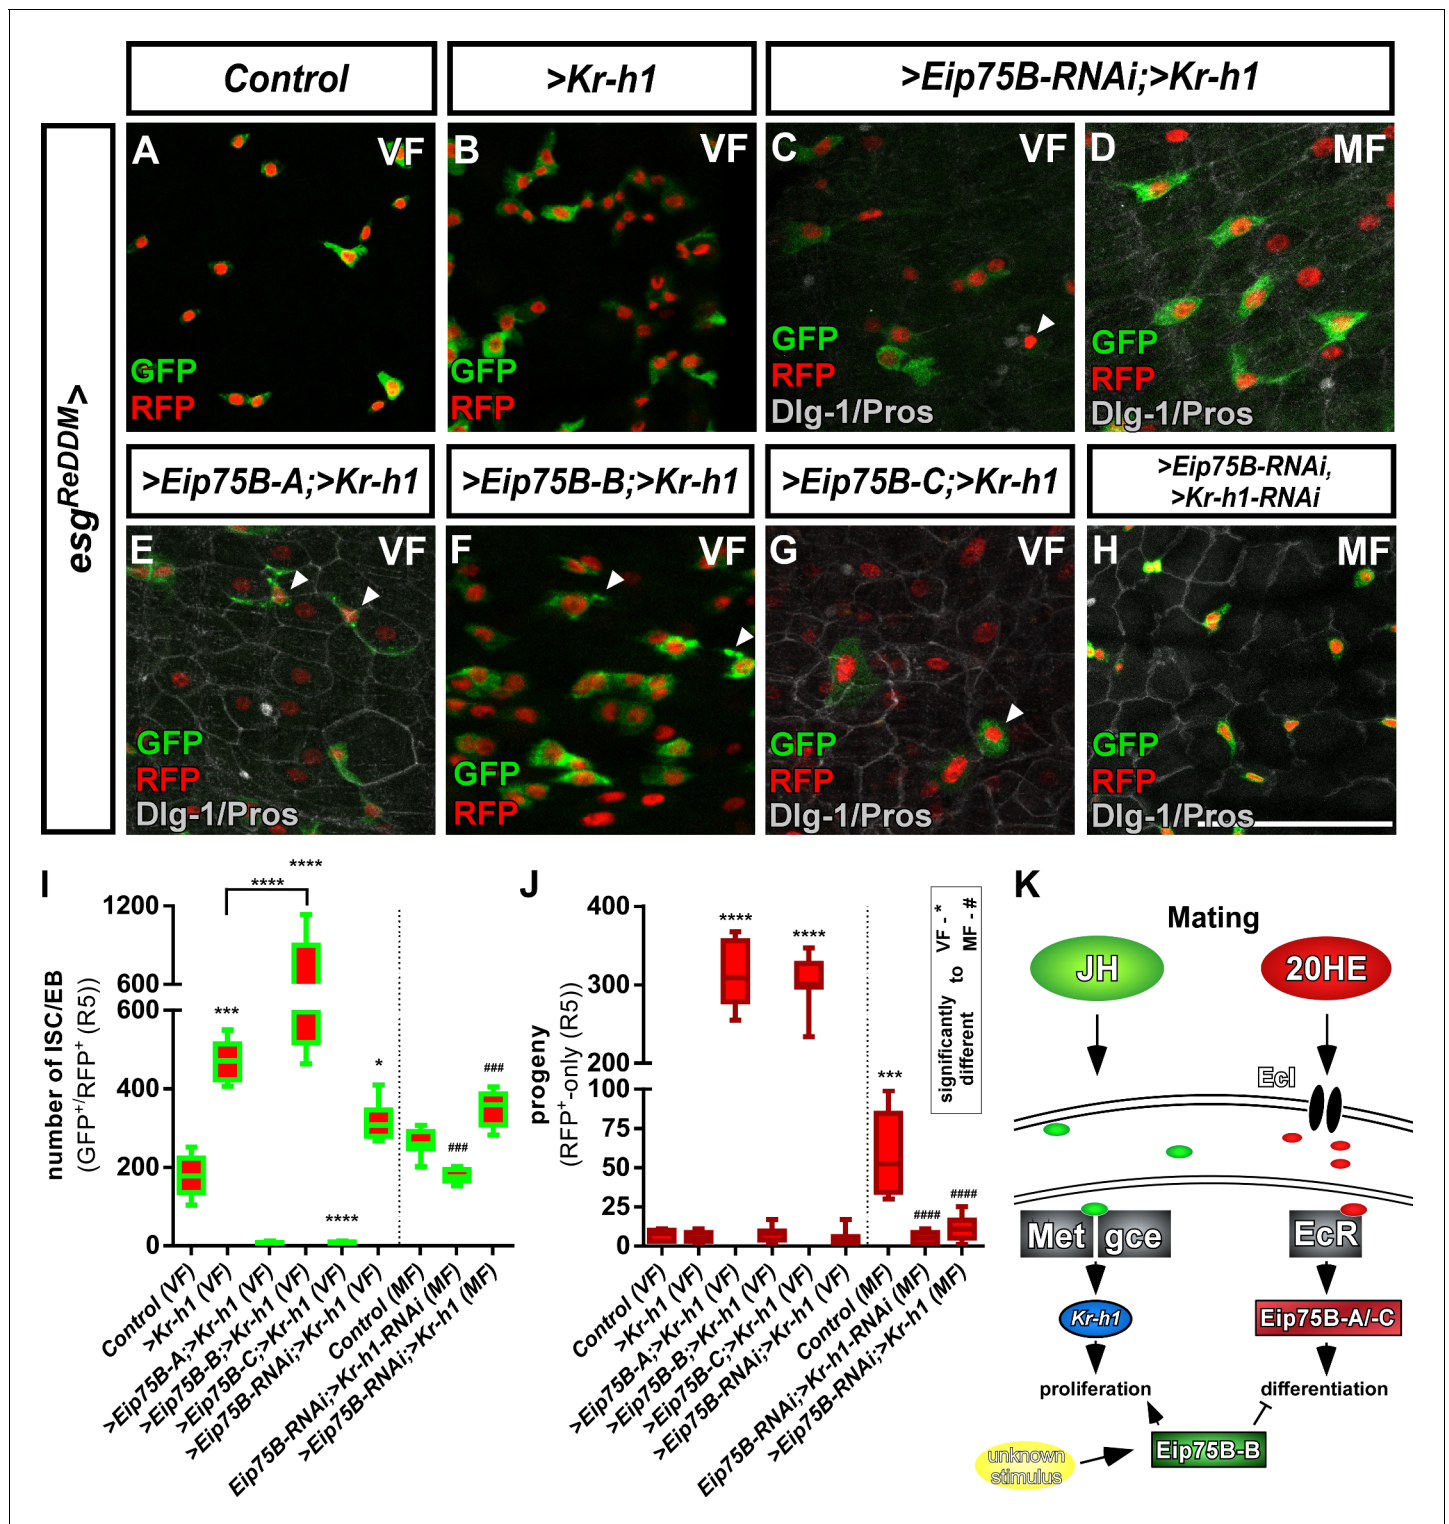 Control
>Kr-h1
>Eip75B-RNAi;>Kr-h1
esgReDDM>
A
VF
GFP
RFP
B
VF
GFP
RFP
C
VF
GFP
RFP
Dlg-1/Pros
D
MF
GFP
RFP
Dlg-1/Pros
>Eip75B-A;>Kr-h1
>Eip75B-B;>Kr-h1
>Eip75B-C;>Kr-h1
>Eip75B-RNAi,
>Kr-h1-RNAi
E
VF
GFP
RFP
Dlg-1/Pros
F
VF
GFP
RFP
G
VF
GFP
RFP
Dlg-1/Pros
H
MF
GFP
RFP
Dlg-1/Pros
I
number of ISC/EB
(GFP+/RFP+ (R5))
1200
600
600
400
200
0
***
****
****
****
*
###
###
Control (VF)
>Kr-h1 (VF)
>Eip75B-A;>Kr-h1 (VF)
>Eip75B-B;>Kr-h1 (VF)
>Eip75B-C;>Kr-h1 (VF)
>Eip75B-RNAi;>Kr-h1 (VF)
Control (MF)
Eip75B-RNAi;>Kr-h1-RNAi (MF)
>Eip75B-RNAi;>Kr-h1 (MF)
J
progeny
(RFP+-only (R5))
400
300
200
100
75
50
25
0
****
****
***
####
####
significantly
different
to
VF - *
MF - #
Control (VF)
>Kr-h1 (VF)
>Eip75B-A;>Kr-h1 (VF)
>Eip75B-B;>Kr-h1 (VF)
>Eip75B-C;>Kr-h1 (VF)
>Eip75B-RNAi;>Kr-h1 (VF)
Control (MF)
Eip75B-RNAi;>Kr-h1-RNAi (MF)
>Eip75B-RNAi;>Kr-h1 (MF)
K
Mating
JH
20HE
EcI
Met
gce
EcR
Kr-h1
Eip75B-A/-C
proliferation
differentiation
Eip75B-B
unknown
stimulus